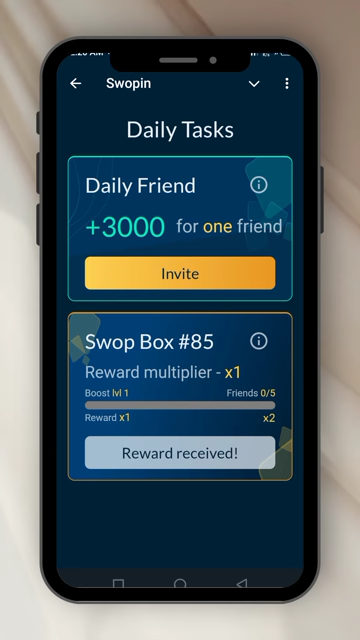 Swopin
Daily Tasks
Daily Friend
+3000 for one friend
Invite
Swop Box #85
Reward multiplier - x1
Boost lvl 1 Friends 0/5
Reward x1 x2
Reward received!